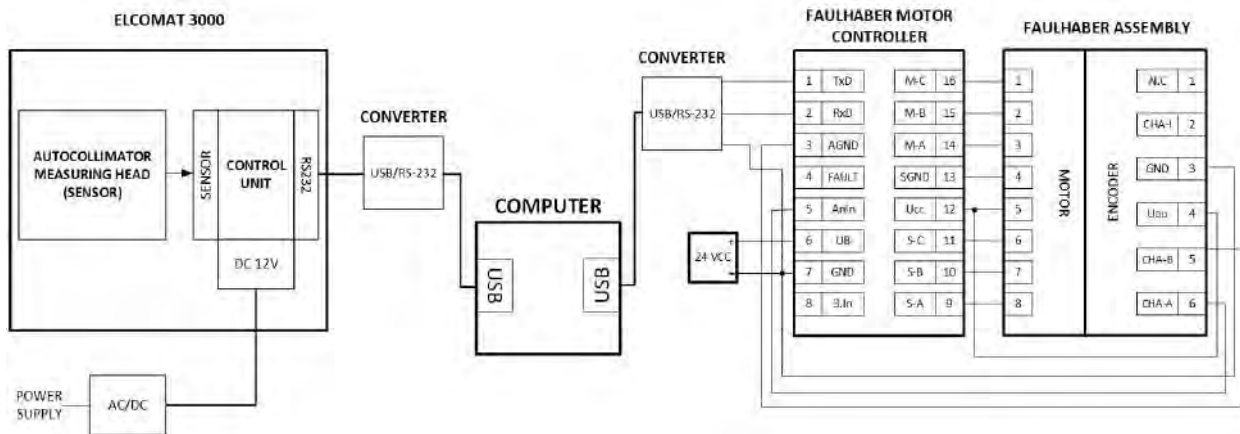 ELCOMAT 3000
AUTOCOLLIMATOR
MEASURING HEAD
(SENSOR)
SENSOR
CONTROL
UNIT
RS232
DC 12V
POWER
SUPPLY
AC/DC
CONVERTER
USB/RS-232
COMPUTER
USB
USB
CONVERTER
USB/RS-232
24 VCC
+
-
FAULHABER MOTOR
CONTROLLER
1 TxD M-C 16
2 RxD M-B 15
3 AGND M-A 14
4 FAULT SGND 13
5 AnIn Ucc 12
6 UB S-C 11
7 GND S-B 10
8 3.In S-A 9
FAULHABER ASSEMBLY
1
2
3
4
5
6
7
8
MOTOR
ENCODER
N.C 1
CHA-I 2
GND 3
4
CHA-B 5
CHA-A 6